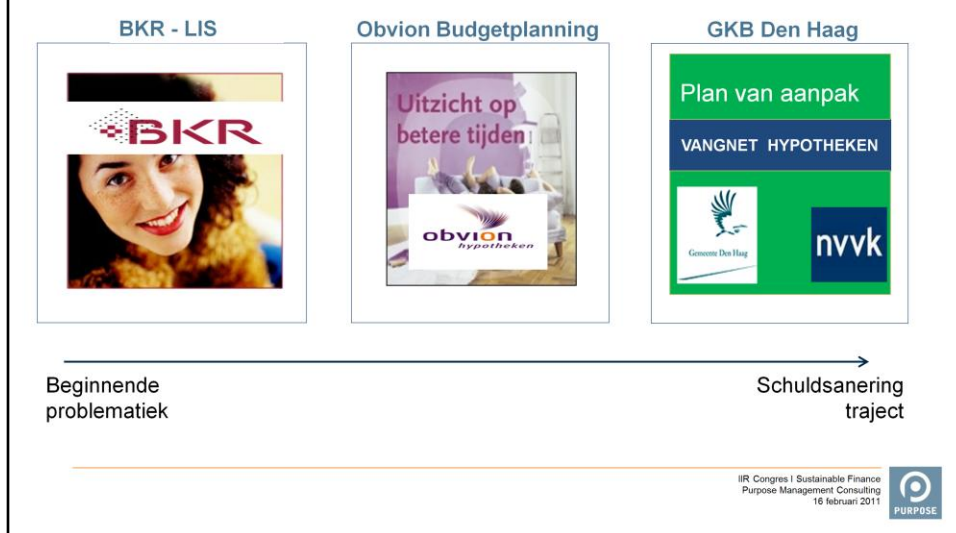 BKR - LIS
BKR
Beginnende
problematiek
Obvion Budgetplanning
Uitzicht op
betere tijden
obvion
hypotheken
GKB Den Haag
Plan van aanpak
VANGNET HYPOTHEKEN
Gemeente Den Haag
nvvk
Schuldsanering
traject
IIR Congres I Sustainable Finance
Purpose Management Consulting
16 februari 2011
PURPOSE